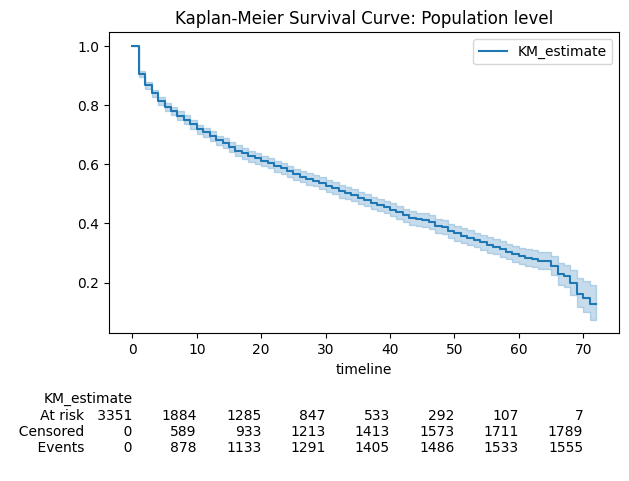 Kaplan-Meier Survival Curve: Population level
KM_estimate
1.0
0.8
0.6
0.4
0.2
0 10 20 30 40 50 60 70
timeline
KM_estimate
At risk 3351 1884 1285 847 533 292 107 7
Censored 0 589 933 1213 1413 1573 1711 1789
Events 0 878 1133 1291 1405 1486 1533 1555